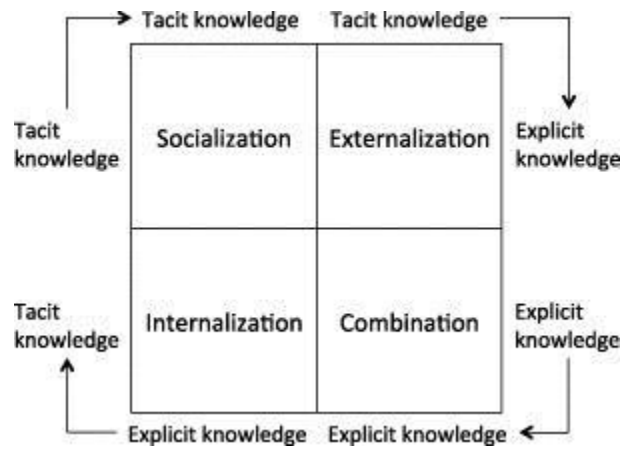 Tacit knowledge Tacit knowledge
Tacit
knowledge
Socialization Externalization
Explicit
knowledge
Tacit
knowledge
Internalization Combination
Explicit
knowledge
Explicit knowledge Explicit knowledge